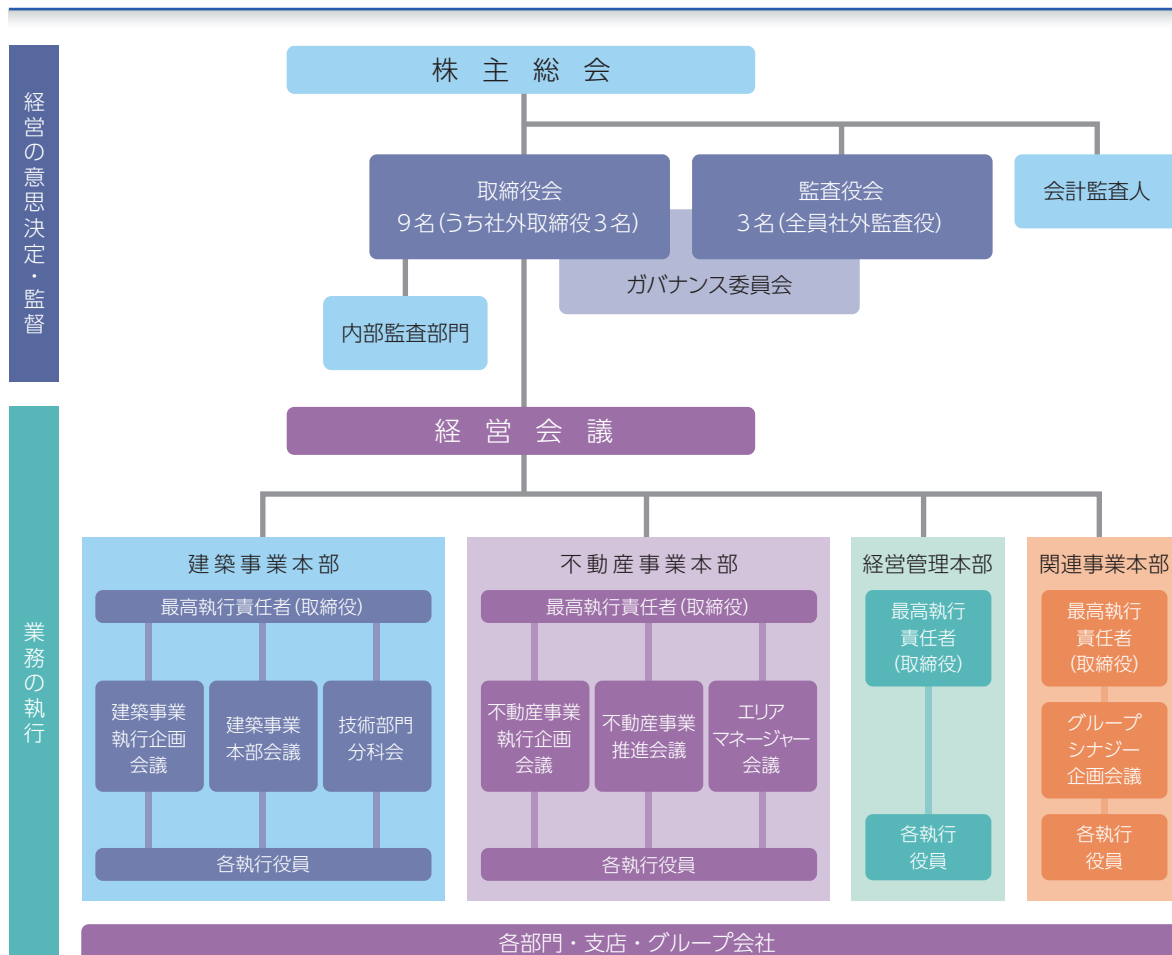 経営の意思決定・監督
株主総会
取締役会
9名(うち社外取締役3名)
監査役会
3名(全員社外監査役)
会計監査人
ガバナンス委員会
内部監査部門
業務の執行
経営会議
建築事業本部
最高執行責任者(取締役)
建築事業
執行企画
会議
建築事業
本部会議
技術部門
分科会
各執行役員
不動産事業本部
最高執行責任者(取締役)
不動産事業
執行企画
会議
不動産事業
推進会議
エリア
マネージャー
会議
各執行役員
経営管理本部
最高執行
責任者
(取締役)
各執行
役員
関連事業本部
最高執行
責任者
(取締役)
グループ
シナジー
企画会議
各執行
役員
各部門・支店・グループ会社